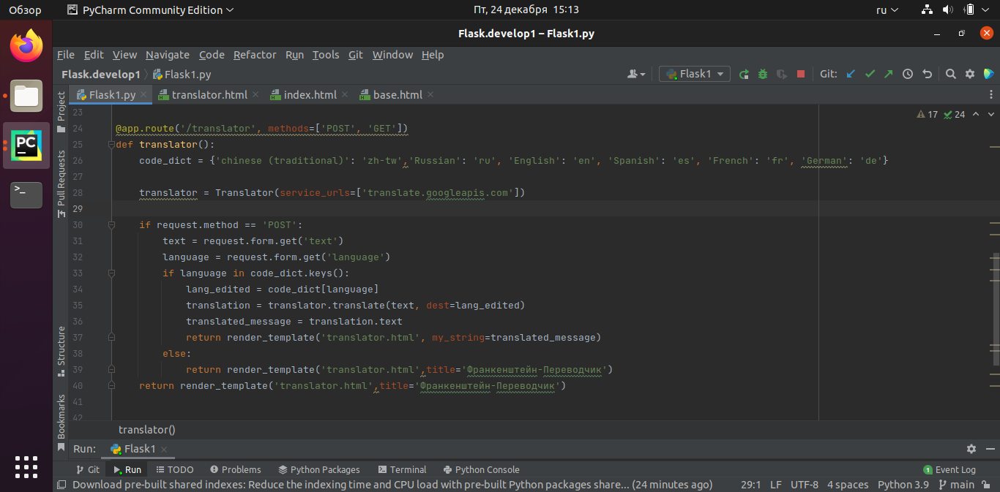 Обзор PyCharm Community Edition Пт, 24 декабря 15:13 ru
Flask.develop1 – Flask1.py
File Edit View Navigate Code Refactor Run Tools Git Window Help
Flask.develop1 Flask1.py Flask1 Git:
Flask1.py translator.html index.html base.html
Project
Pull Requests
Structure
Bookmarks
17 24
23
24 @app.route('/translator', methods=['POST', 'GET'])
25 def translator():
26 code_dict = {'chinese (traditional)': 'zh-tw','Russian': 'ru', 'English': 'en', 'Spanish': 'es', 'French': 'fr', 'German': 'de'}
27
28 translator = Translator(service_urls=['translate.googleapis.com'])
29
30 if request.method == 'POST':
31 text = request.form.get('text')
32 language = request.form.get('language')
33 if language in code_dict.keys():
34 lang_edited = code_dict[language]
35 translation = translator.translate(text, dest=lang_edited)
36 translated_message = translation.text
37 return render_template('translator.html', my_string=translated_message)
38 else:
39 return render_template('translator.html',title='Франкенштейн-Переводчик')
40 return render_template('translator.html',title='Франкенштейн-Переводчик')
41
42
translator()
Run: Flask1
Git Run TODO Problems Python Packages Terminal Python Console 1 Event Log
Download pre-built shared indexes: Reduce the indexing time and CPU load with pre-built Python packages share... (24 minutes ago) 29:1 LF UTF-8 4 spaces Python 3.9 main